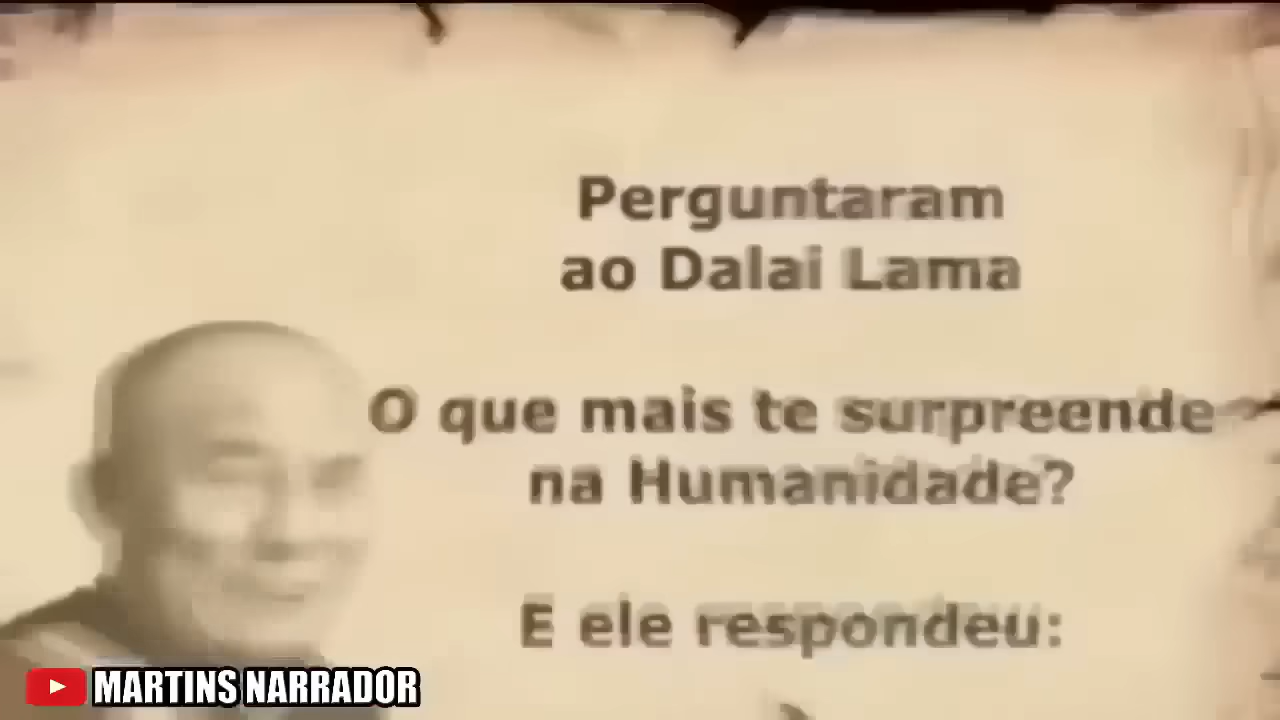 Perguntaram
ao Dalai Lama
O que mais te surpreende
na Humanidade?
E ele respondeu:
MARTINS NARRADOR